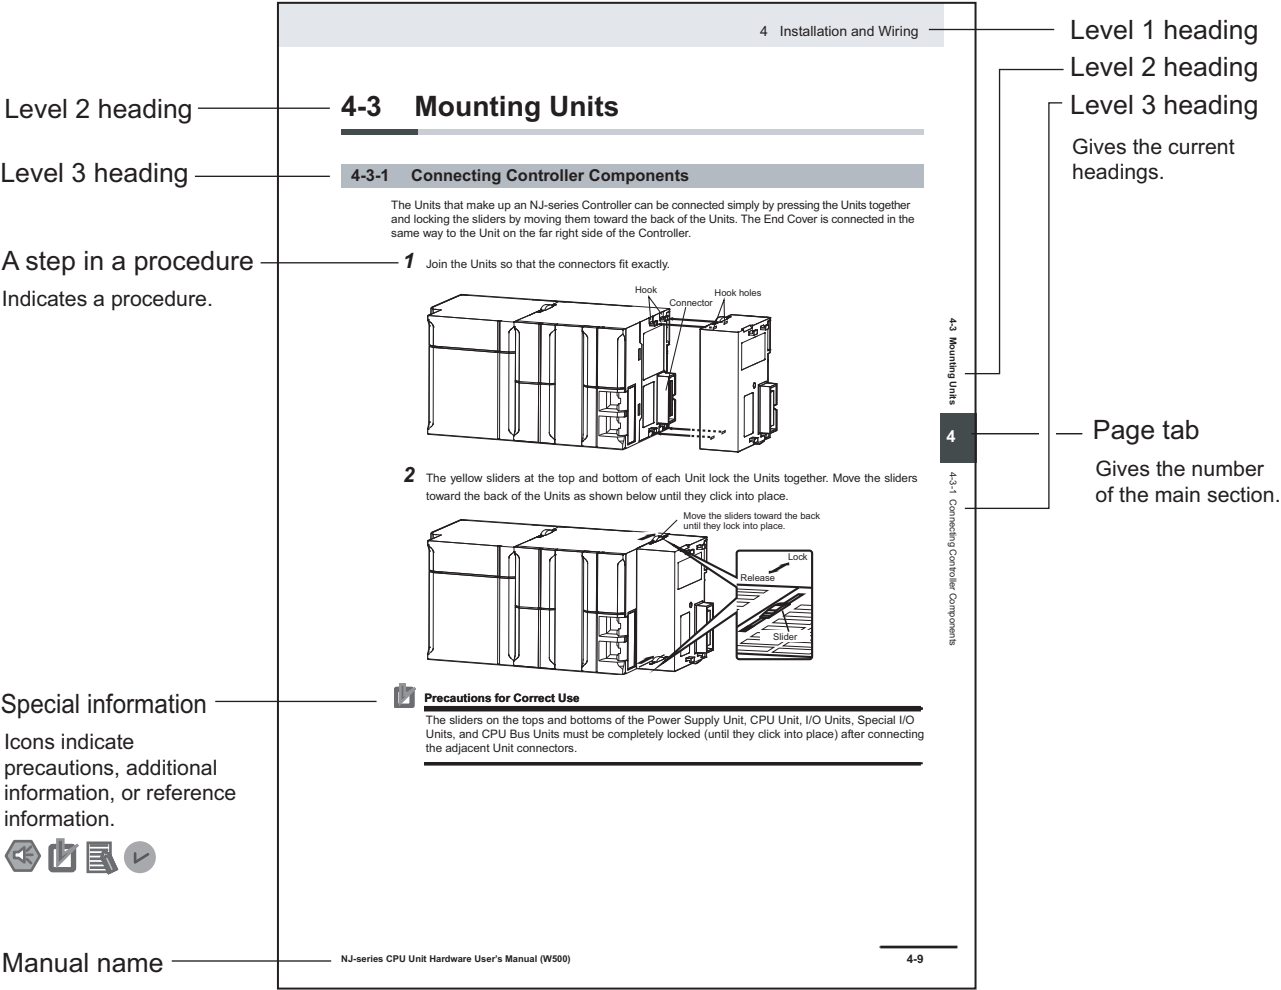 4 Installation and Wiring
Level 1 heading
Level 2 heading
Level 3 heading
Gives the current
headings.
Level 2 heading
4-3 Mounting Units
Level 3 heading
4-3-1 Connecting Controller Components
The Units that make up an NJ-series Controller can be connected simply by pressing the Units together
and locking the sliders by moving them toward the back of the Units. The End Cover is connected in the
same way to the Unit on the far right side of the Controller.
A step in a procedure
Indicates a procedure.
1 Join the Units so that the connectors fit exactly.
Hook
Connector
Hook holes
4-3 Mounting Units
4
Page tab
Gives the number
of the main section.
4-3-1 Connecting Controller Components
2 The yellow sliders at the top and bottom of each Unit lock the Units together. Move the sliders
toward the back of the Units as shown below until they click into place.
Move the sliders toward the back
until they lock into place.
Lock
Release
Slider
Special information
Icons indicate
precautions, additional
information, or reference
information.
Precautions for Correct Use
The sliders on the tops and bottoms of the Power Supply Unit, CPU Unit, I/O Units, Special I/O
Units, and CPU Bus Units must be completely locked (until they click into place) after connecting
the adjacent Unit connectors.
Manual name
NJ-series CPU Unit Hardware User's Manual (W500)
4-9